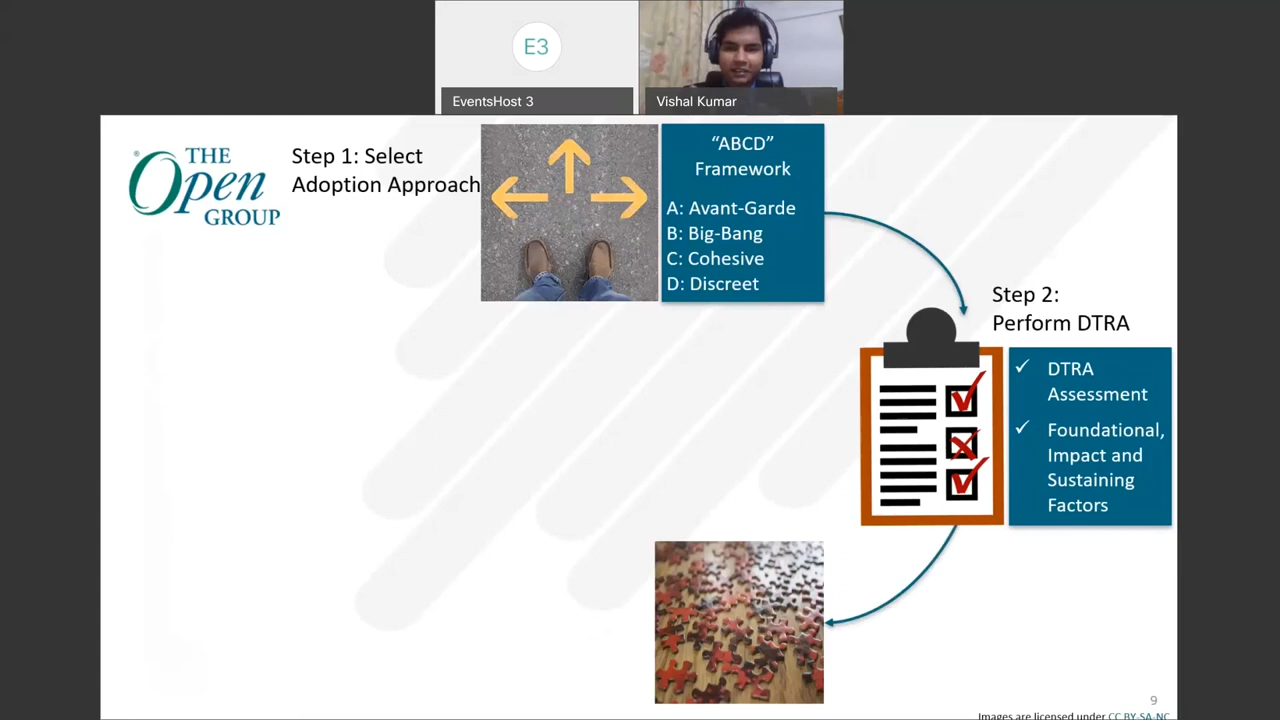 E3
EventsHost 3
Vishal Kumar
THE
Open
GROUP
®
Step 1: Select
Adoption Approach
“ABCD”
Framework
A: Avant-Garde
B: Big-Bang
C: Cohesive
D: Discreet
Step 2:
Perform DTRA
DTRA
Assessment
Foundational,
Impact and
Sustaining
Factors
9
Images are licensed under CC BY-SA-NC